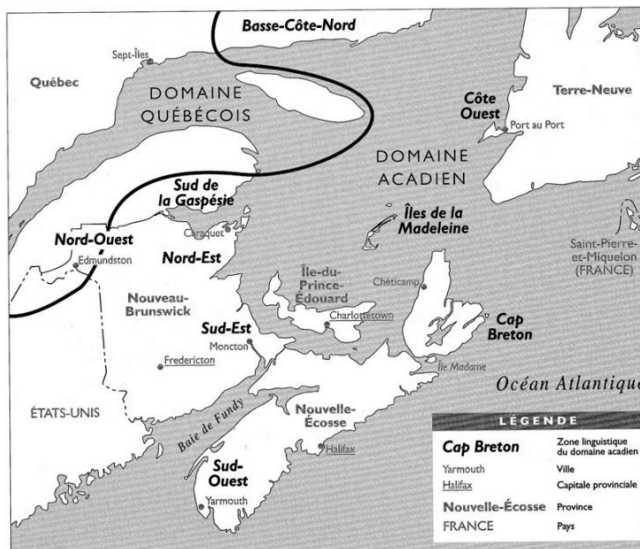 Basse-Côte-Nord
Sept-Îles
Québec
DOMAINE
QUÉBÉCOIS
Côte
Ouest
Terre-Neuve
Port au Port
DOMAINE
ACADIEN
Sud de
la Gaspésie
Îles de la
Madeleine
Nord-Ouest
Caraquet
Edmundston
Nord-Est
Saint-Pierre-
et-Miquelon
(FRANCE)
Île-du-
Prince-
Édouard
Chéticamp
Nouveau-
Brunswick
Charlottetown
Sud-Est
Moncton
Cap
Breton
Fredericton
Île Madame
Océan Atlantique
ÉTATS-UNIS
Baie de Fundy
Nouvelle-
Écosse
Halifax
Sud-
Ouest
Yarmouth
LÉGENDE
Cap Breton Zone linguistique
du domaine acadien
Yarmouth Ville
Halifax Capitale provinciale
Nouvelle-Écosse Province
FRANCE Pays